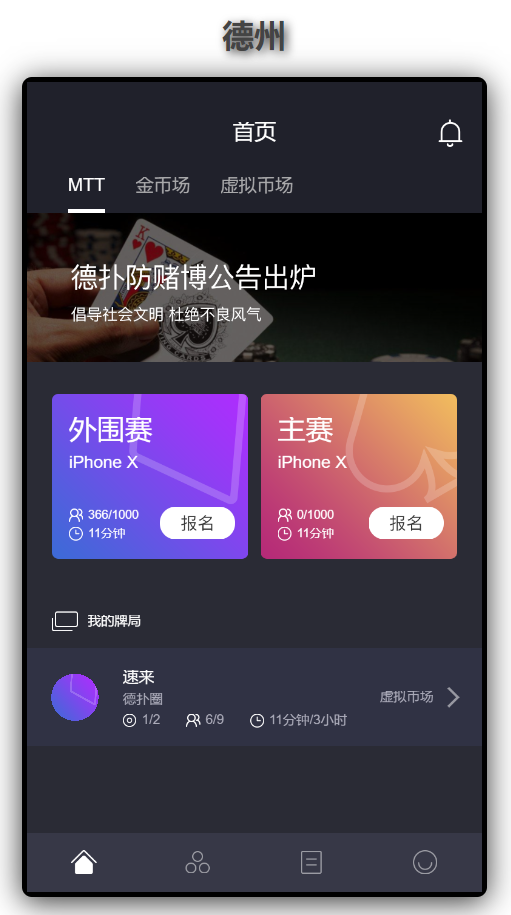 德州
首页
MTT 金币场 虚拟币场
德扑防赌博公告出炉
倡导社会文明 杜绝不良风气
外围赛
iPhone X
366/1000
11分钟
报名
主赛
iPhone X
0/1000
11分钟
报名
我的牌局
速来
德扑圈
虚拟币场
1/2 6/9 11分钟/3小时